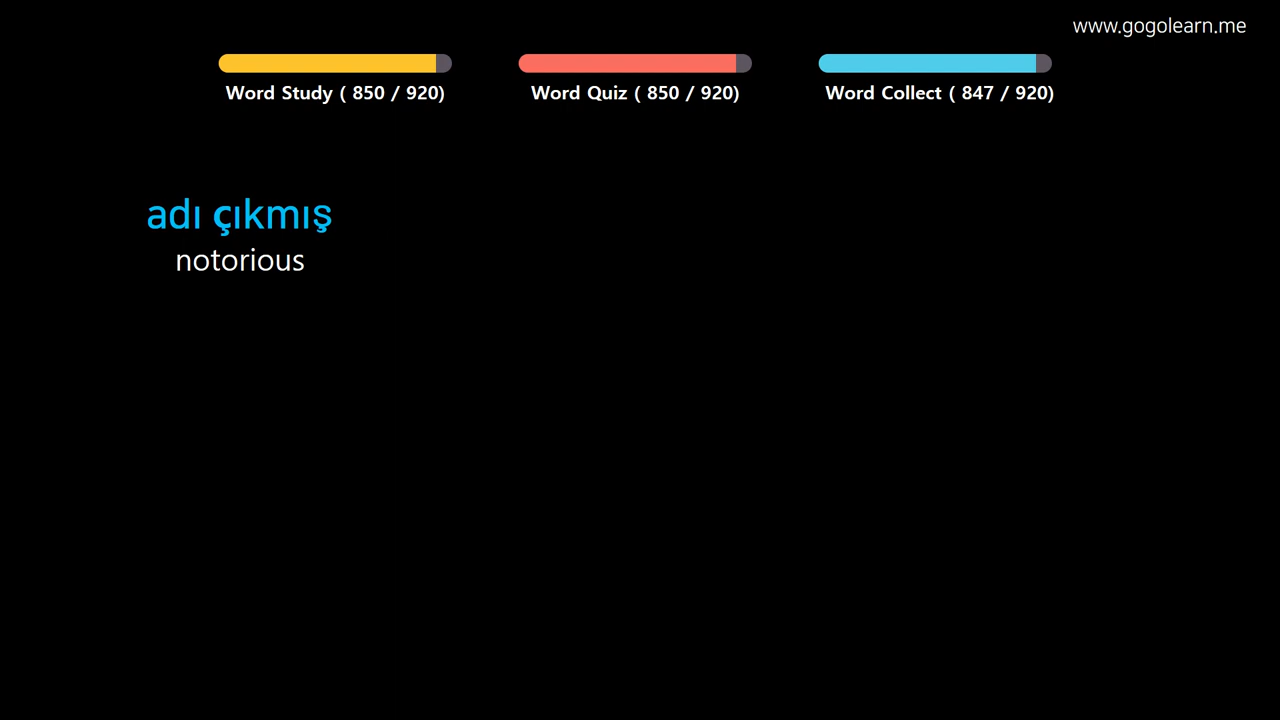 www.gogolearn.me
Word Study ( 850 / 920)
Word Quiz ( 850 / 920)
Word Collect ( 847 / 920)
adı çıkmış
notorious